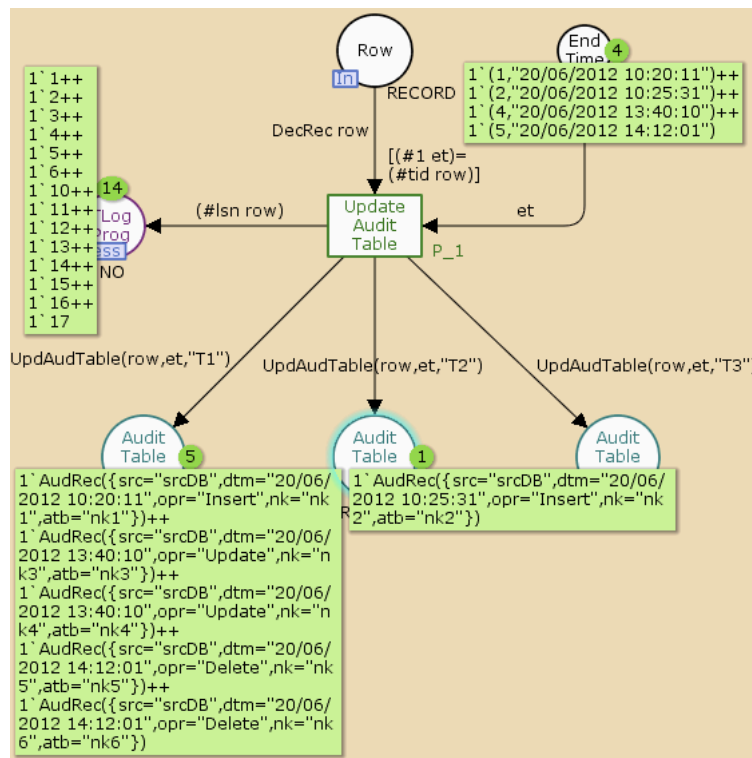 Row
In
RECORD
DecRec row
[(#1 et)=
(#tid row)]
End
Time
4
1`(1,"20/06/2012 10:20:11")++
1`(2,"20/06/2012 10:25:31")++
1`(4,"20/06/2012 13:40:10")++
1`(5,"20/06/2012 14:12:01")
1`1++
1`2++
1`3++
1`4++
1`5++
1`6++
1`10++
1`11++
1`12++
1`13++
1`14++
1`15++
1`16++
1`17
14
TLog
Prog
ess
NO
(#lsn row)
Update
Audit
Table
P_1
et
UpdAudTable(row,et,"T1")
UpdAudTable(row,et,"T2")
UpdAudTable(row,et,"T3")
Audit
Table
5
1`AudRec({src="srcDB",dtm="20/06/
2012 10:20:11",opr="Insert",nk="nk
1",atb="nk1"})++
1`AudRec({src="srcDB",dtm="20/06/
2012 13:40:10",opr="Update",nk="n
k3",atb="nk3"})++
1`AudRec({src="srcDB",dtm="20/06/
2012 13:40:10",opr="Update",nk="n
k4",atb="nk4"})++
1`AudRec({src="srcDB",dtm="20/06/
2012 14:12:01",opr="Delete",nk="nk
5",atb="nk5"})++
1`AudRec({src="srcDB",dtm="20/06/
2012 14:12:01",opr="Delete",nk="nk
6",atb="nk6"})
Audit
Table
1
1`AudRec({src="srcDB",dtm="20/06/
2012 10:25:31",opr="Insert",nk="nk
2",atb="nk2"})
R
Audit
Table